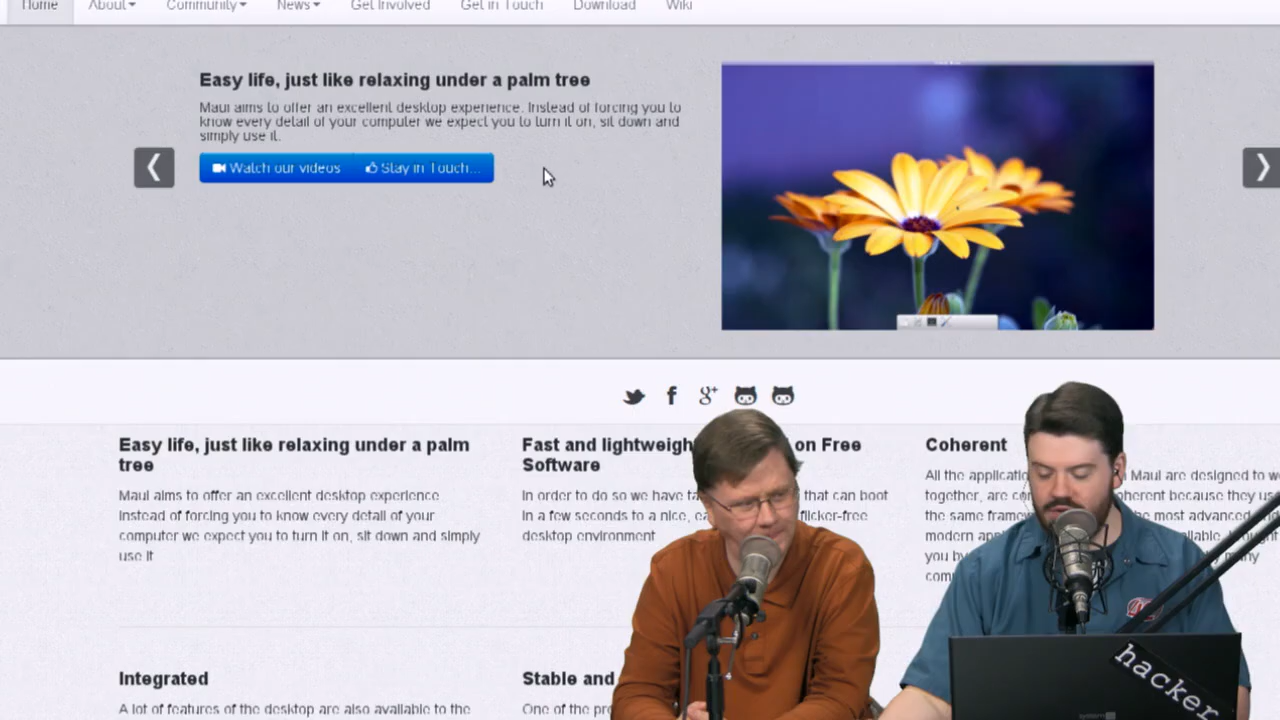 Home About Community News Get Involved Get in Touch Download Wiki
Easy life, just like relaxing under a palm tree
Maui aims to offer an excellent desktop experience. Instead of forcing you to
know every detail of your computer we expect you to turn it on, sit down and
simply use it.
Watch our videos Stay in Touch...
Easy life, just like relaxing under a palm
tree
Maui aims to offer an excellent desktop experience
Instead of forcing you to know every detail of your
computer we expect you to turn it on, sit down and simply
use it
Fast and on Free
Software
In order to do so we have that can boot
in a few seconds to a nice, flicker-free
desktop environment
Coherent
All the Maui are designed to
together, are because they
the same the most advanced
modern
you by many
Integrated
A lot of features of the desktop are also available to the
Stable and
One of the
hacker